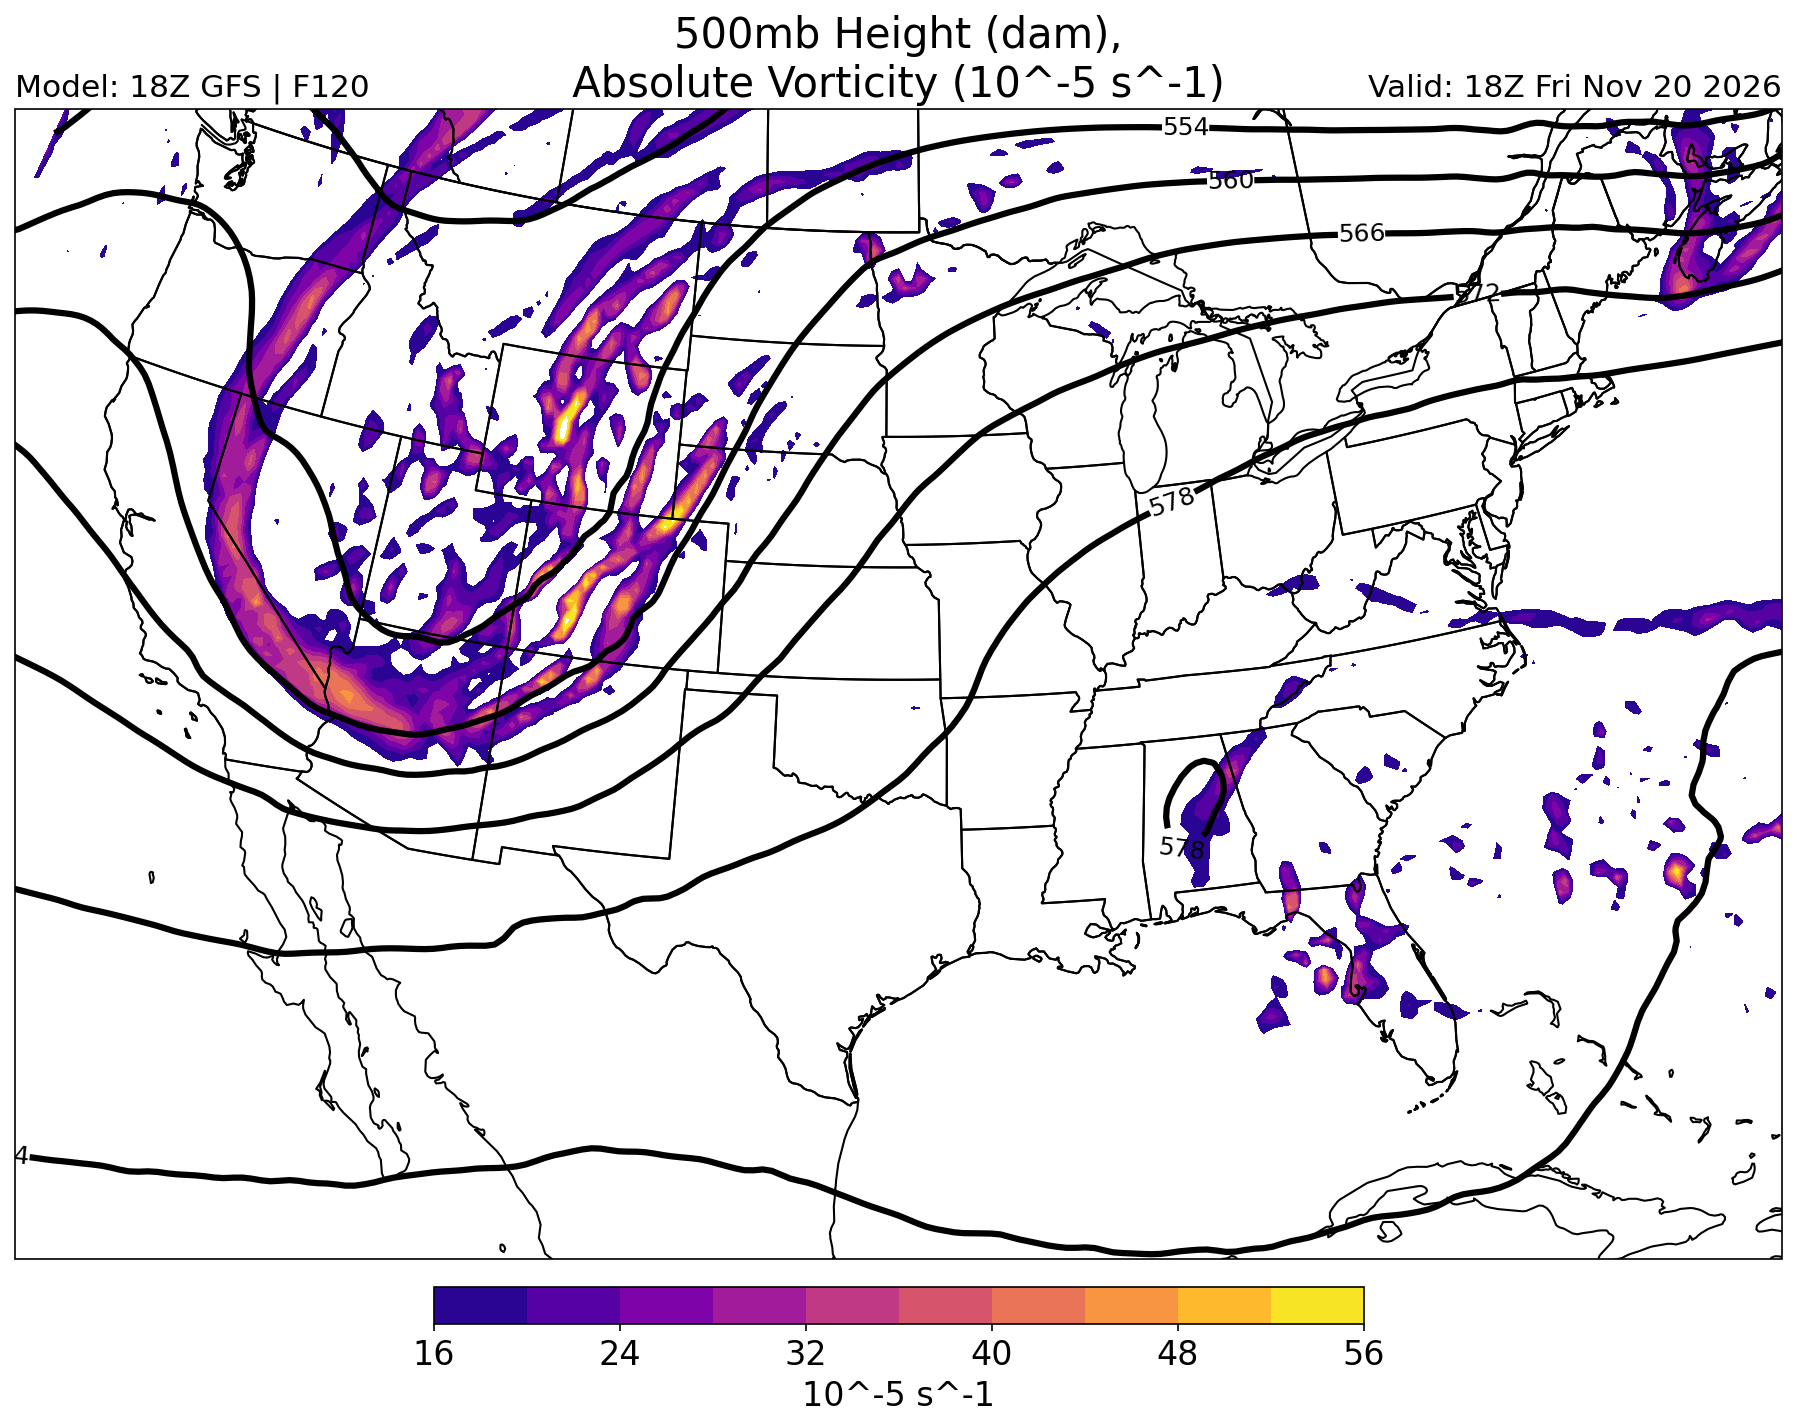 500mb Height (dam),
Model: 18Z GFS | F120
Absolute Vorticity (10^-5 s^-1)
Valid: 18Z Fri Nov 20 2026
554
560
566
572
578
578
4
16 24 32 40 48 56
10^-5 s^-1